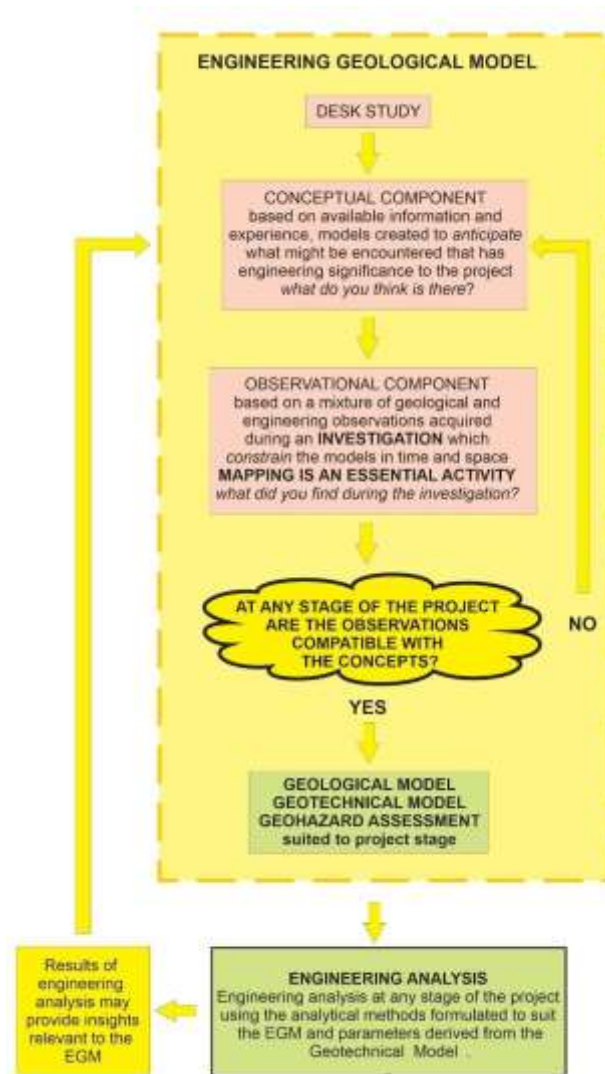 ENGINEERING GEOLOGICAL MODEL
DESK STUDY
CONCEPTUAL COMPONENT
based on available information and
experience, models created to anticipate
what might be encountered that has
engineering significance to the project
what do you think is there?
OBSERVATIONAL COMPONENT
based on a mixture of geological and
engineering observations acquired
during an INVESTIGATION which
constrain the models in time and space
MAPPING IS AN ESSENTIAL ACTIVITY
what did you find during the investigation?
AT ANY STAGE OF THE PROJECT
ARE THE OBSERVATIONS
COMPATIBLE WITH
THE CONCEPTS?
NO
YES
GEOLOGICAL MODEL
GEOTECHNICAL MODEL
GEOHAZARD ASSESSMENT
suited to project stage
Results of
engineering
analysis may
provide insights
relevant to the
EGM
ENGINEERING ANALYSIS
Engineering analysis at any stage of the project
using the analytical methods formulated to suit
the EGM and parameters derived from the
Geotechnical Model .